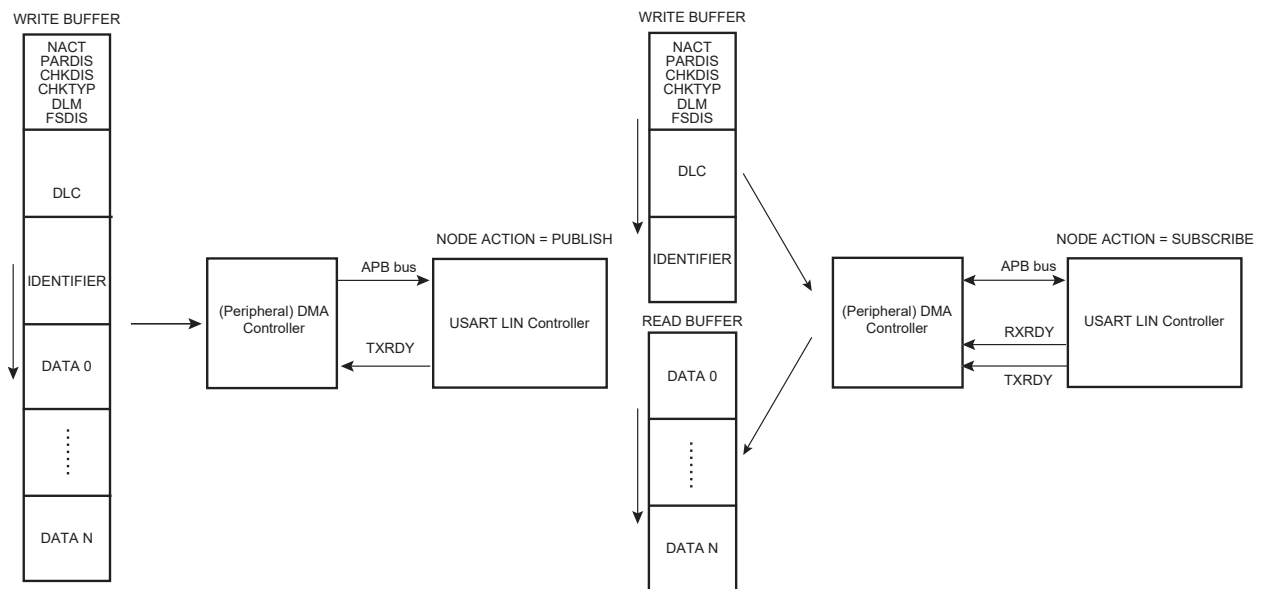 WRITE BUFFER
NACT
PARDIS
CHKDIS
CHKTYP
DLM
FSDIS
DLC
IDENTIFIER
DATA 0
DATA N
(Peripheral) DMA
Controller
APB bus
TXRDY
NODE ACTION = PUBLISH
USART LIN Controller
WRITE BUFFER
NACT
PARDIS
CHKDIS
CHKTYP
DLM
FSDIS
DLC
IDENTIFIER
READ BUFFER
DATA 0
DATA N
(Peripheral) DMA
Controller
APB bus
RXRDY
TXRDY
NODE ACTION = SUBSCRIBE
USART LIN Controller